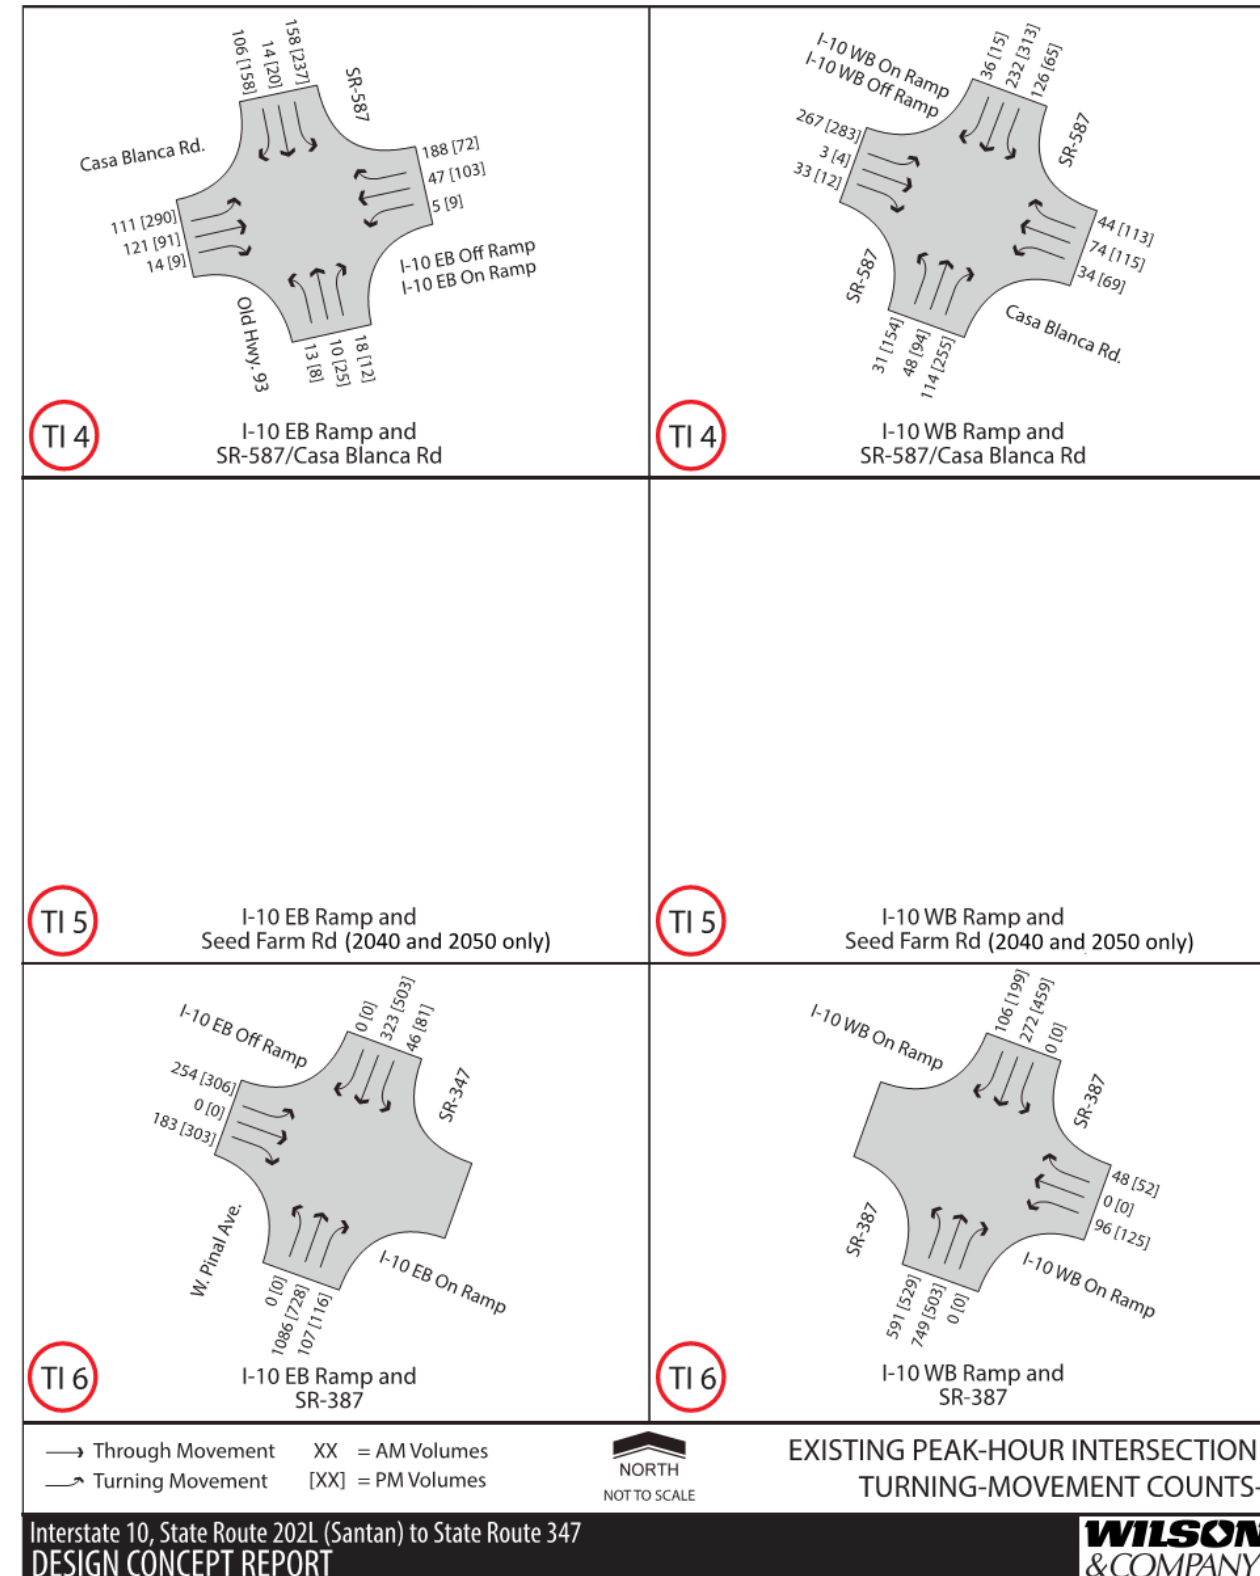 106 [158]
14 [20]
158 [237]
SR-587
Casa Blanca Rd.
188 [72]
47 [103]
5 [9]
111 [290]
121 [91]
14 [9]
I-10 EB Off Ramp
I-10 EB On Ramp
Old Hwy. 93
13 [8]
10 [25]
18 [12]
TI 4
I-10 EB Ramp and
SR-587/Casa Blanca Rd
I-10 WB On Ramp
I-10 WB Off Ramp
36 [15]
232 [313]
126 [65]
SR-587
267 [283]
3 [4]
33 [12]
44 [113]
74 [115]
34 [69]
SR-587
Casa Blanca Rd.
31 [154]
48 [94]
114 [255]
TI 4
I-10 WB Ramp and
SR-587/Casa Blanca Rd
TI 5
I-10 EB Ramp and
Seed Farm Rd (2040 and 2050 only)
TI 5
I-10 WB Ramp and
Seed Farm Rd (2040 and 2050 only)
I-10 EB Off Ramp
0 [0]
323 [503]
46 [81]
SR-347
254 [306]
0 [0]
183 [303]
W. Pinal Ave.
I-10 EB On Ramp
0 [0]
1086 [728]
107 [116]
TI 6
I-10 EB Ramp and
SR-387
I-10 WB On Ramp
106 [199]
272 [459]
0 [0]
SR-387
48 [52]
0 [0]
96 [125]
SR-387
I-10 WB On Ramp
591 [529]
749 [503]
0 [0]
TI 6
I-10 WB Ramp and
SR-387
Through Movement XX = AM Volumes
Turning Movement [XX] = PM Volumes
NORTH
NOT TO SCALE
EXISTING PEAK-HOUR INTERSECTION
TURNING-MOVEMENT COUNTS-
Interstate 10, State Route 202L (Santan) to State Route 347
DESIGN CONCEPT REPORT
WILSON
&COMPANY